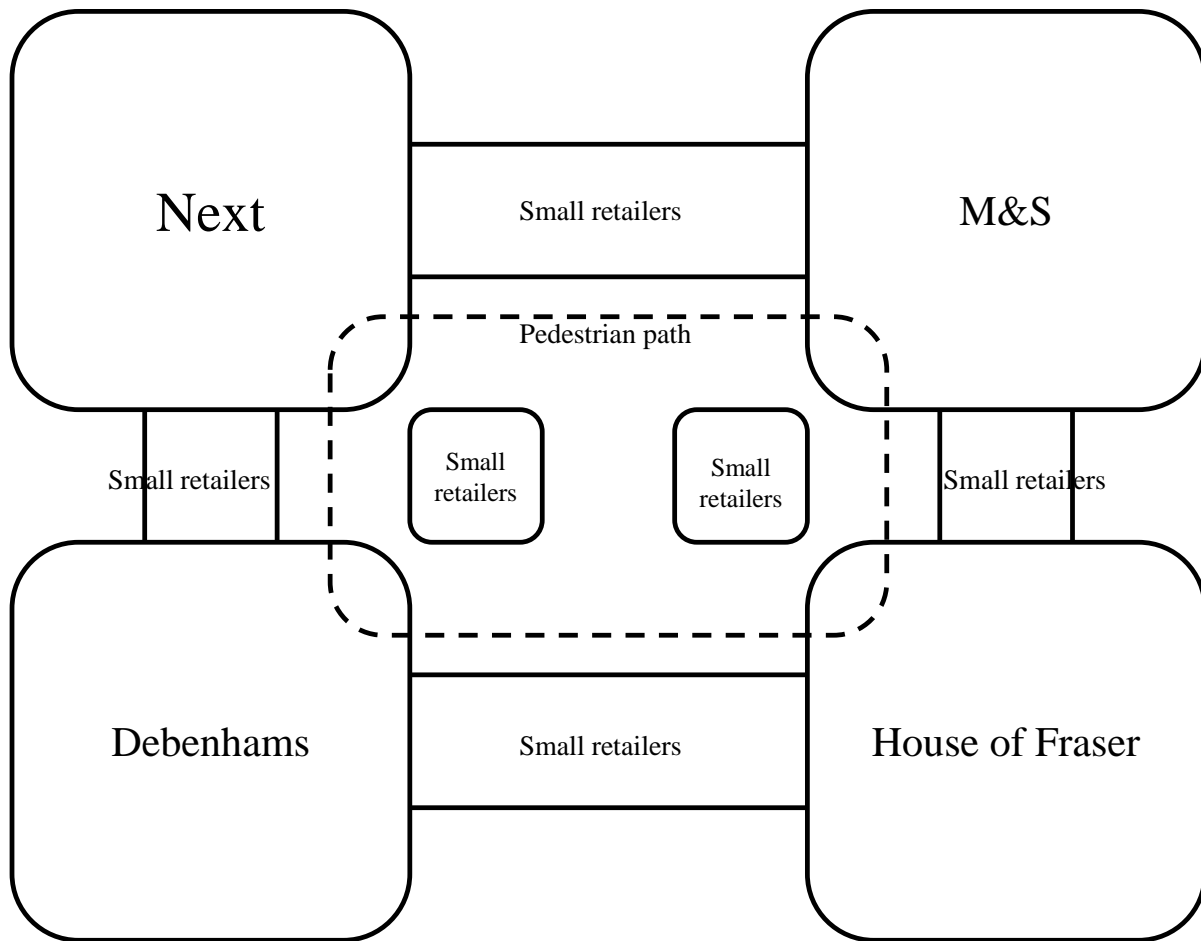 Next
M&S
Small retailers
Pedestrian path
Small retailers
Small
retailers
Small
retailers
Small retailers
Debenhams
Small retailers
House of Fraser